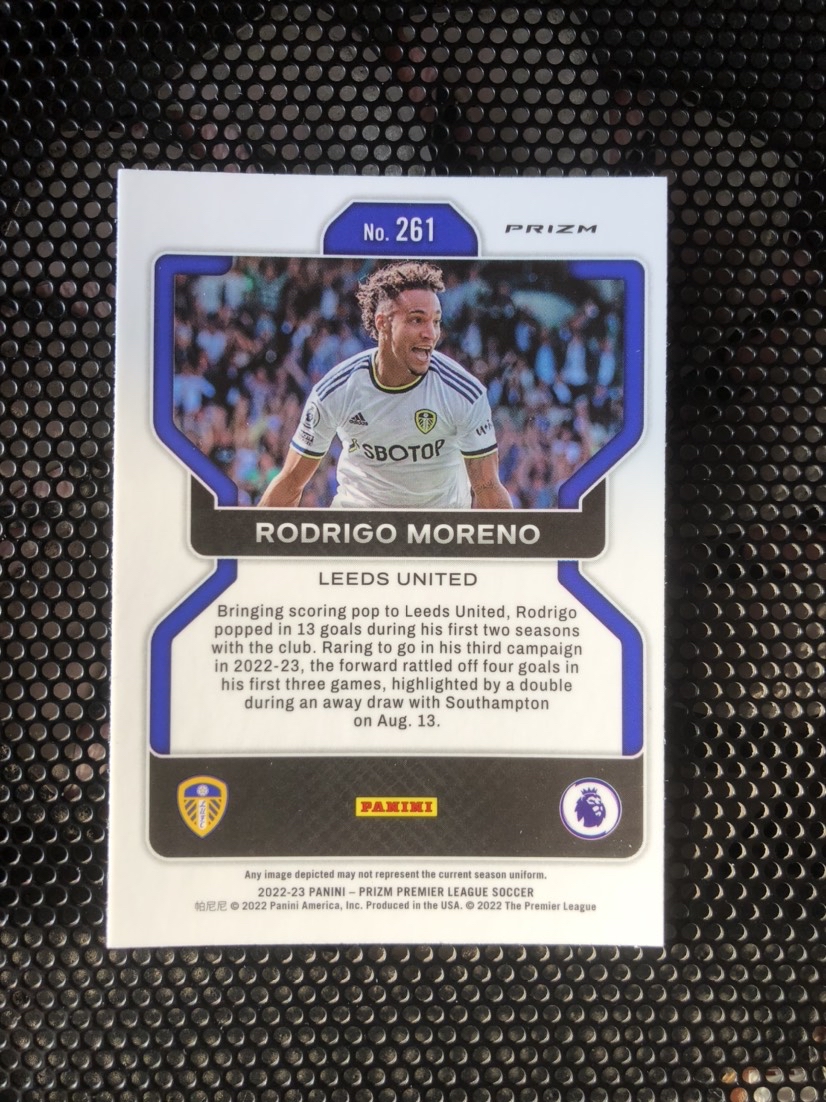 No. 261
PRIZM
adidas
SBOTOP
RODRIGO MORENO
LEEDS UNITED
Bringing scoring pop to Leeds United, Rodrigo
popped in 13 goals during his first two seasons
with the club. Raring to go in his third campaign
in 2022-23, the forward rattled off four goals in
his first three games, highlighted by a double
during an away draw with Southampton
on Aug. 13.
PANINI
Any image depicted may not represent the current season uniform.
2022-23 PANINI – PRIZM PREMIER LEAGUE SOCCER
帕尼尼 © 2022 Panini America, Inc. Produced in the USA. © 2022 The Premier League